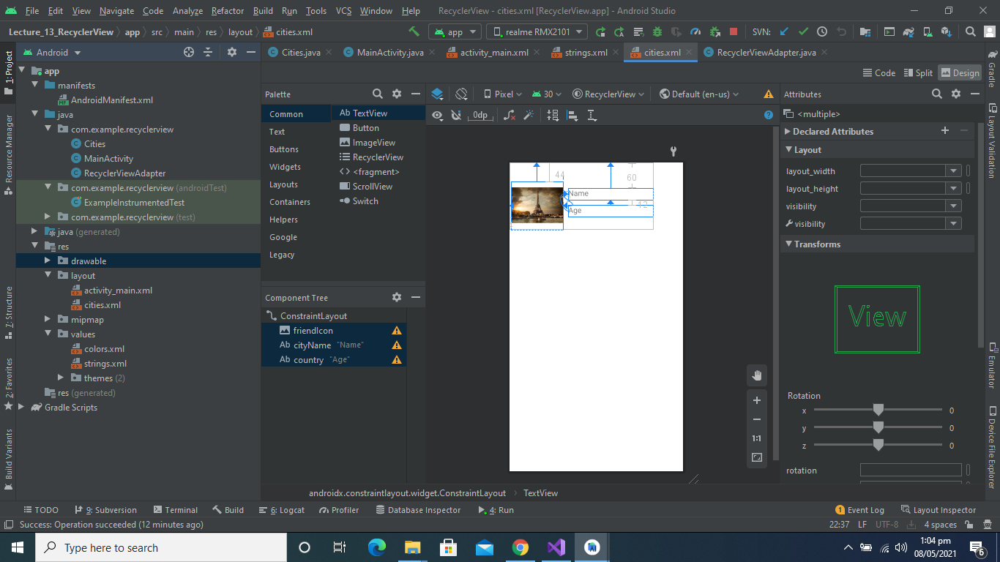 File Edit View Navigate Code Analyze Refactor Build Run Tools VCS Window Help RecyclerView - cities.xml [RecyclerView.app] - Android Studio
Lecture_13_RecyclerView app src main res layout cities.xml app realme RMX2101 SVN:
Android Cities.java MainActivity.java activity_main.xml strings.xml cities.xml RecyclerViewAdapter.java
Code Split Design
1: Project
Resource Manager
7: Structure
2: Favorites
Build Variants
app
manifests
AndroidManifest.xml
java
com.example.recyclerview
Cities
MainActivity
RecyclerViewAdapter
com.example.recyclerview (androidTest)
ExampleInstrumentedTest
com.example.recyclerview (test)
java (generated)
res
drawable
layout
activity_main.xml
cities.xml
mipmap
values
colors.xml
strings.xml
themes (2)
res (generated)
Gradle Scripts
Palette
Common
Text
Buttons
Widgets
Layouts
Containers
Helpers
Google
Legacy
Ab TextView
Button
ImageView
RecyclerView
<fragment>
ScrollView
Switch
Component Tree
ConstraintLayout
friendIcon
Ab cityName "Name"
Ab country "Age"
Pixel 30 RecyclerView Default (en-us)
0dp
44
60
Name
12
Age
1:1
Attributes
<multiple>
Declared Attributes
Layout
layout_width
layout_height
visibility
visibility
Transforms
View
Rotation
x 0
y 0
z 0
rotation
Gradle
Layout Validation
Emulator
Device File Explorer
androidx.constraintlayout.widget.ConstraintLayout TextView
TODO 9: Subversion Terminal Build 6: Logcat Profiler Database Inspector 4: Run 1 Event Log Layout Inspector
Success: Operation succeeded (12 minutes ago) 22:37 LF UTF-8 4 spaces
Type here to search
1:04 pm
08/05/2021
6